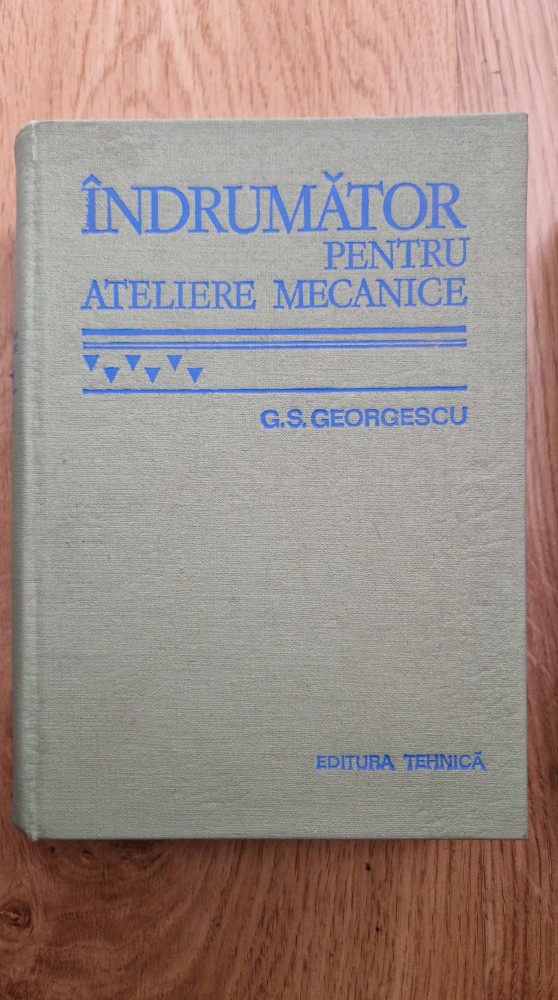 ÎNDRUMĂTOR
PENTRU
ATELIERE MECANICE
G.S. GEORGESCU
EDITURA TEHNICĂ